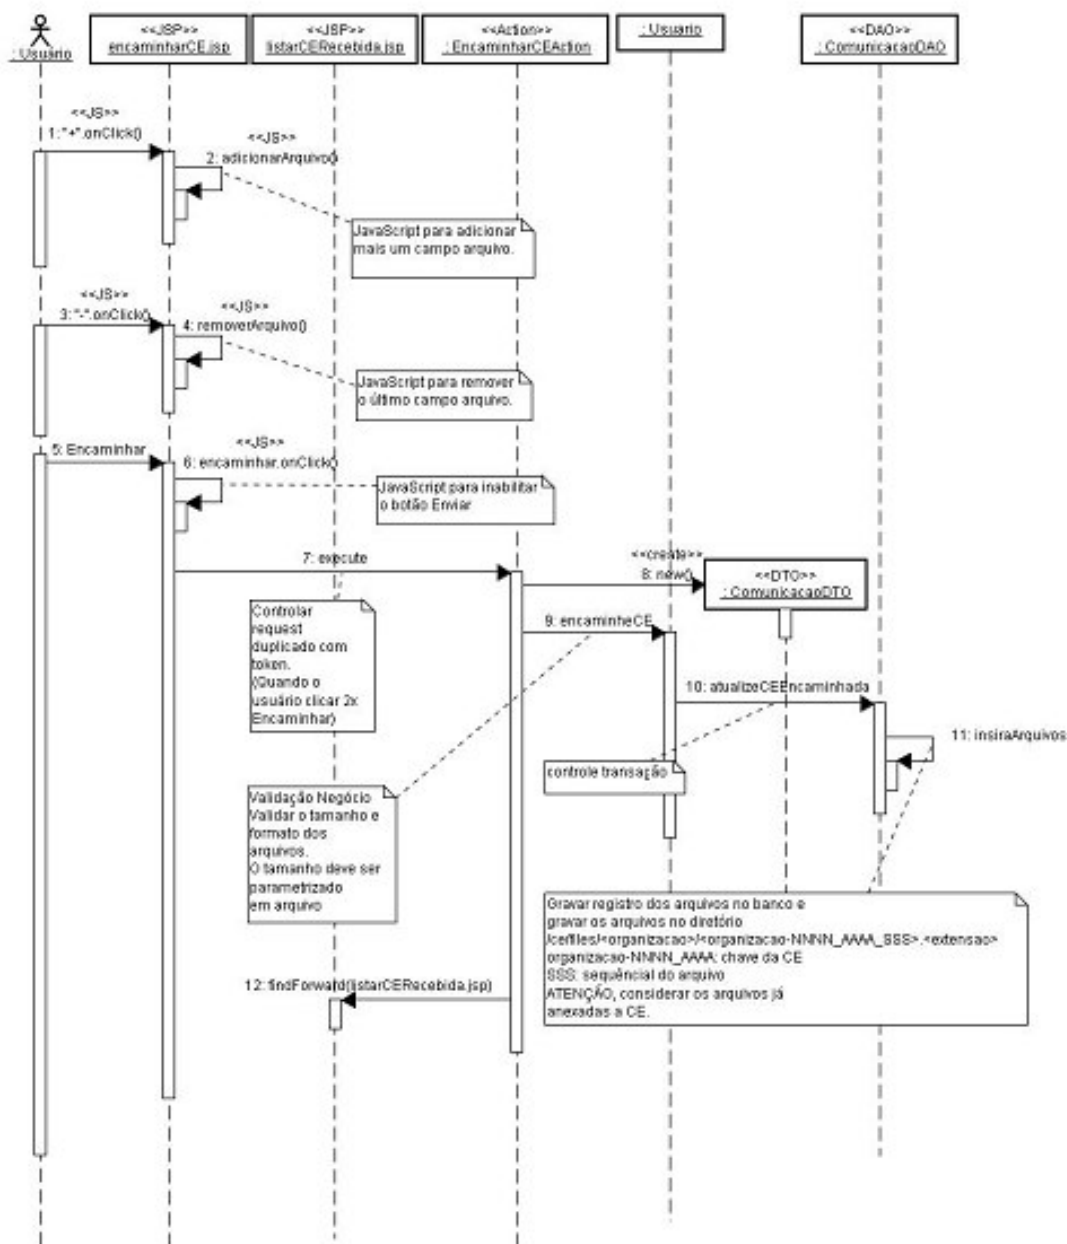 : Usuário
<<JSP>>
encaminharCE.jsp
<<JSP>>
listarCERecebida.jsp
<<Action>>
: EncaminharCEAction
: Usuario
<<DAO>>
: ComunicacaoDAO
<<JS>>
1: "+".onClick()
<<JS>>
2: adicionarArquivo()
JavaScript para adicionar
mais um campo arquivo.
<<JS>>
3: "-".onClick()
<<JS>>
4: removerArquivo()
JavaScript para remover
o último campo arquivo.
5: Encaminhar
<<JS>>
6: encaminhar.onClick()
JavaScript para inabilitar
o botão Enviar
7: execute
<<create>>
8: new()
<<DTO>>
: ComunicacaoDTO
Controlar
request
duplicado com
token.
(Quando o
usuário clicar 2x
Encaminhar)
9: encaminheCE
10: atualizeCEEncaminhada
11: insiraArquivos
controle transação
Validação Negócio
Validar o tamanho e
formato dos
arquivos.
O tamanho deve ser
parametrizado
em arquivo
Gravar registro dos arquivos no banco e
gravar os arquivos no diretório
/cefiles/<organizacao>/<organizacao-NNNN_AAAA_SSS>.<extensao>
organizacao-NNNN_AAAA: chave da CE
SSS: sequêncial do arquivo
ATENÇÃO, considerar os arquivos já
anexadas a CE.
12: findForward(listarCERecebida.jsp)